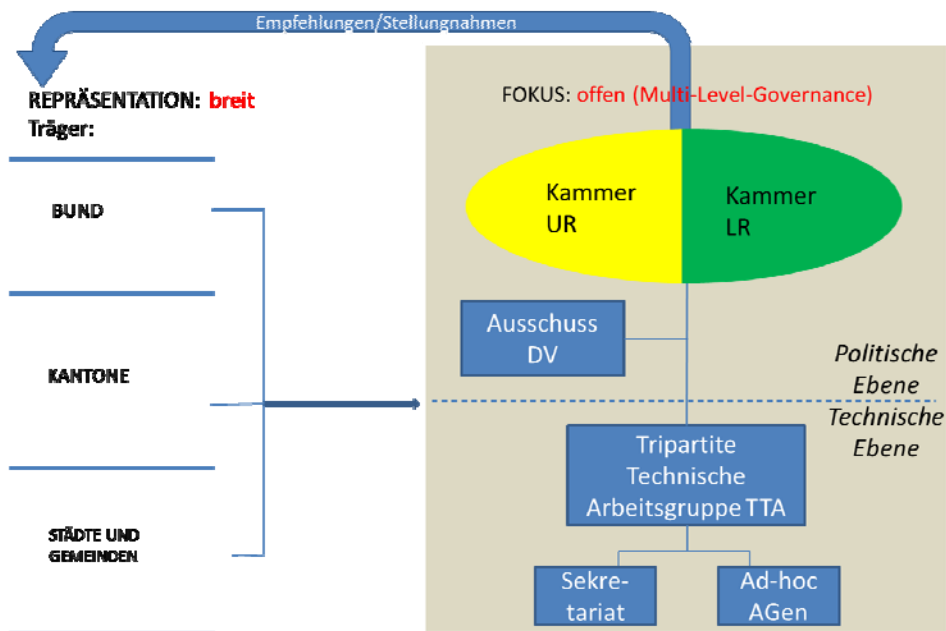 Empfehlungen/Stellungnahmen
REPRÄSENTATION: breit
Träger:
BUND
KANTONE
STÄDTE UND
GEMEINDEN
FOKUS: offen (Multi-Level-Governance)
Kammer
UR
Kammer
LR
Ausschuss
DV
Politische
Ebene
Technische
Ebene
Tripartite
Technische
Arbeitsgruppe TTA
Sekre-
tariat
Ad-hoc
AGen